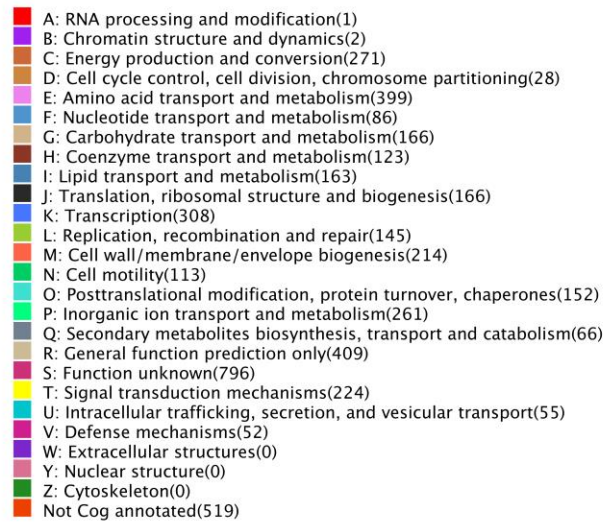 A: RNA processing and modification(1)
B: Chromatin structure and dynamics(2)
C: Energy production and conversion(271)
D: Cell cycle control, cell division, chromosome partitioning(28)
E: Amino acid transport and metabolism(399)
F: Nucleotide transport and metabolism(86)
G: Carbohydrate transport and metabolism(166)
H: Coenzyme transport and metabolism(123)
I: Lipid transport and metabolism(163)
J: Translation, ribosomal structure and biogenesis(166)
K: Transcription(308)
L: Replication, recombination and repair(145)
M: Cell wall/membrane/envelope biogenesis(214)
N: Cell motility(113)
O: Posttranslational modification, protein turnover, chaperones(152)
P: Inorganic ion transport and metabolism(261)
Q: Secondary metabolites biosynthesis, transport and catabolism(66)
R: General function prediction only(409)
S: Function unknown(796)
T: Signal transduction mechanisms(224)
U: Intracellular trafficking, secretion, and vesicular transport(55)
V: Defense mechanisms(52)
W: Extracellular structures(0)
Y: Nuclear structure(0)
Z: Cytoskeleton(0)
Not Cog annotated(519)